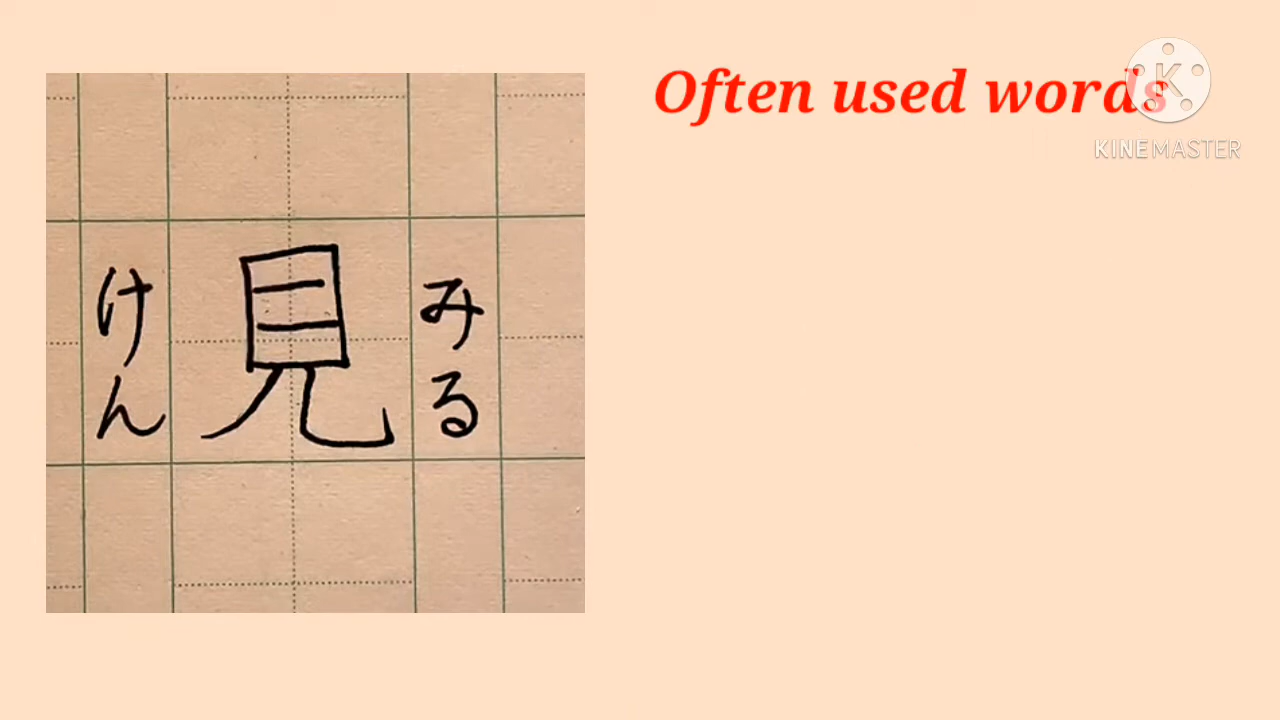 Often used words
KINEMASTER
けん
見
みる